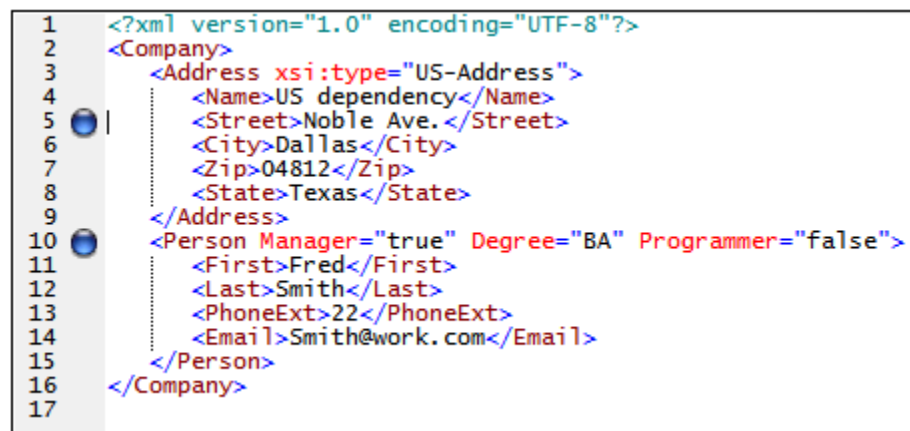 1 <?xml version="1.0" encoding="UTF-8"?>
2 <Company>
3 <Address xsi:type="US-Address">
4 <Name>US dependency</Name>
5 <Street>Noble Ave.</Street>
6 <City>Dallas</City>
7 <Zip>04812</Zip>
8 <State>Texas</State>
9 </Address>
10 <Person Manager="true" Degree="BA" Programmer="false">
11 <First>Fred</First>
12 <Last>Smith</Last>
13 <PhoneExt>22</PhoneExt>
14 <Email>Smith@work.com</Email>
15 </Person>
16 </Company>
17